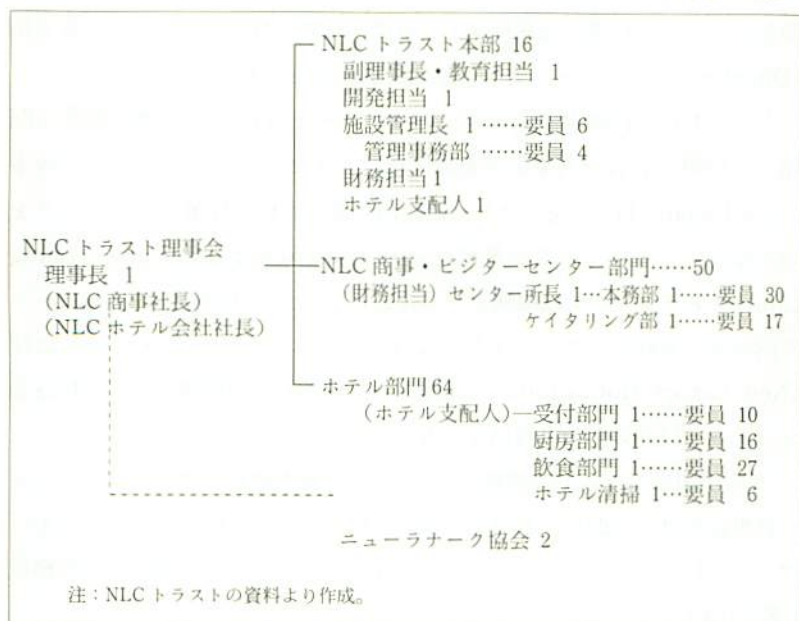 NLC トラスト本部 16
副理事長・教育担当 1
開発担当 1
施設管理長 1 ……要員 6
管理事務部 ……要員 4
財務担当 1
ホテル支配人 1
NLC トラスト理事会
理事長 1
(NLC 商事社長)
(NLC ホテル会社社長)
NLC 商事・ビジターセンター部門……50
(財務担当) センター所長 1…本務部 1……要員 30
ケイタリング部 1……要員 17
ホテル部門 64
(ホテル支配人)―受付部門 1……要員 10
厨房部門 1……要員 16
飲食部門 1……要員 27
ホテル清掃 1…要員 6
ニューラナーク協会 2
注：NLC トラストの資料より作成。